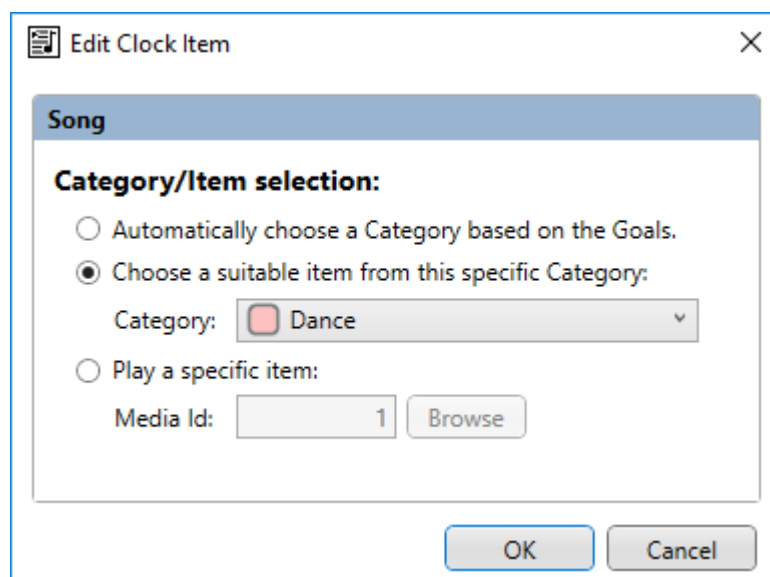 Edit Clock Item
Song
Category/Item selection:
Automatically choose a Category based on the Goals.
Choose a suitable item from this specific Category:
Category: Dance
Play a specific item:
Media Id: 1 Browse
OK Cancel